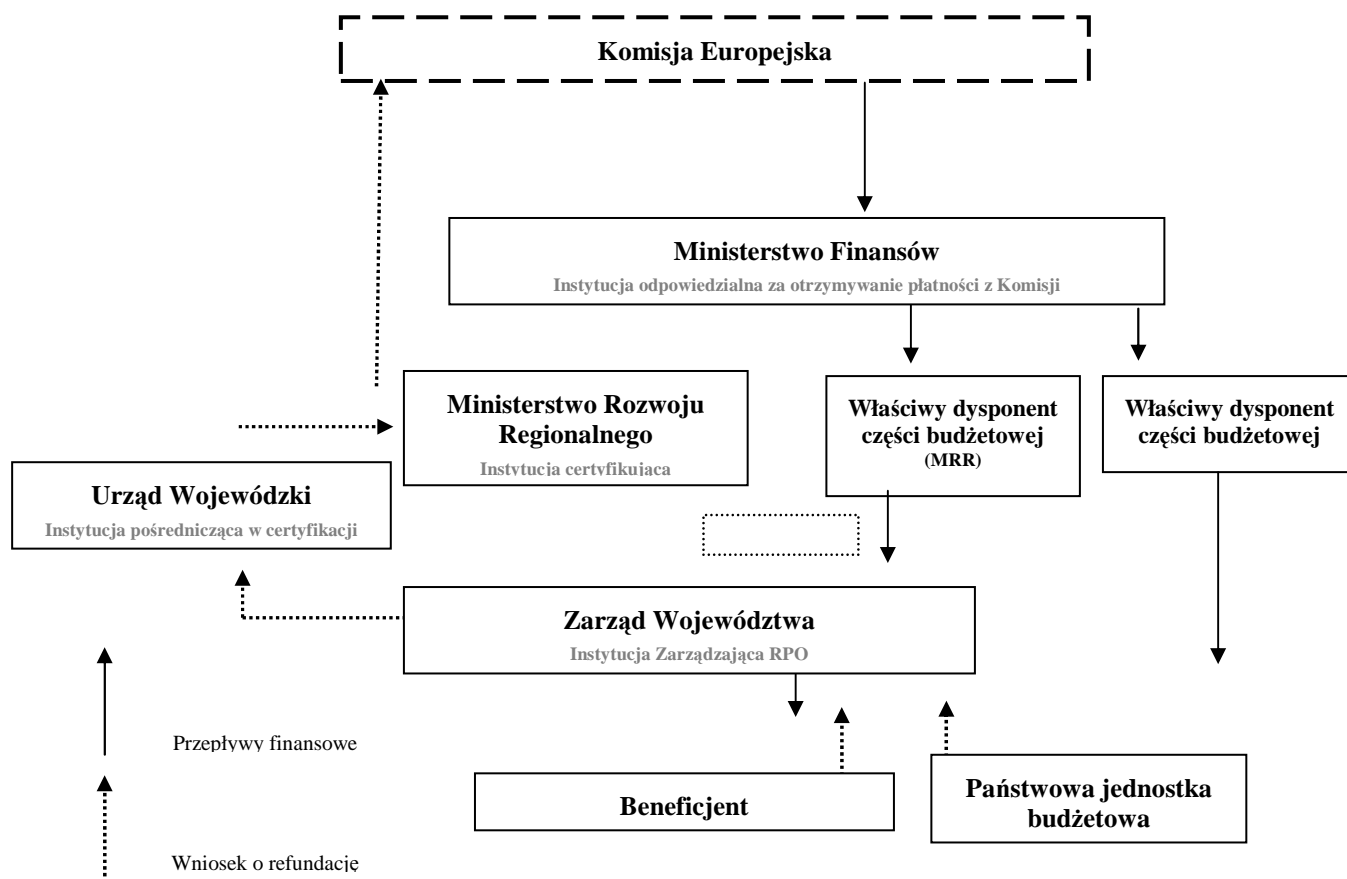 Komisja Europejska
Ministerstwo Finansów
Instytucja odpowiedzialna za otrzymywanie płatności z Komisji
Ministerstwo Rozwoju
Regionalnego
Instytucja certyfikująca
Właściwy dysponent
części budżetowej
(MRR)
Właściwy dysponent
części budżetowej
Urząd Wojewódzki
Instytucja pośrednicząca w certyfikacji
Zarząd Województwa
Instytucja Zarządzająca RPO
Przepływy finansowe
Beneficjent
Państwowa jednostka
budżetowa
Wniosek o refundację